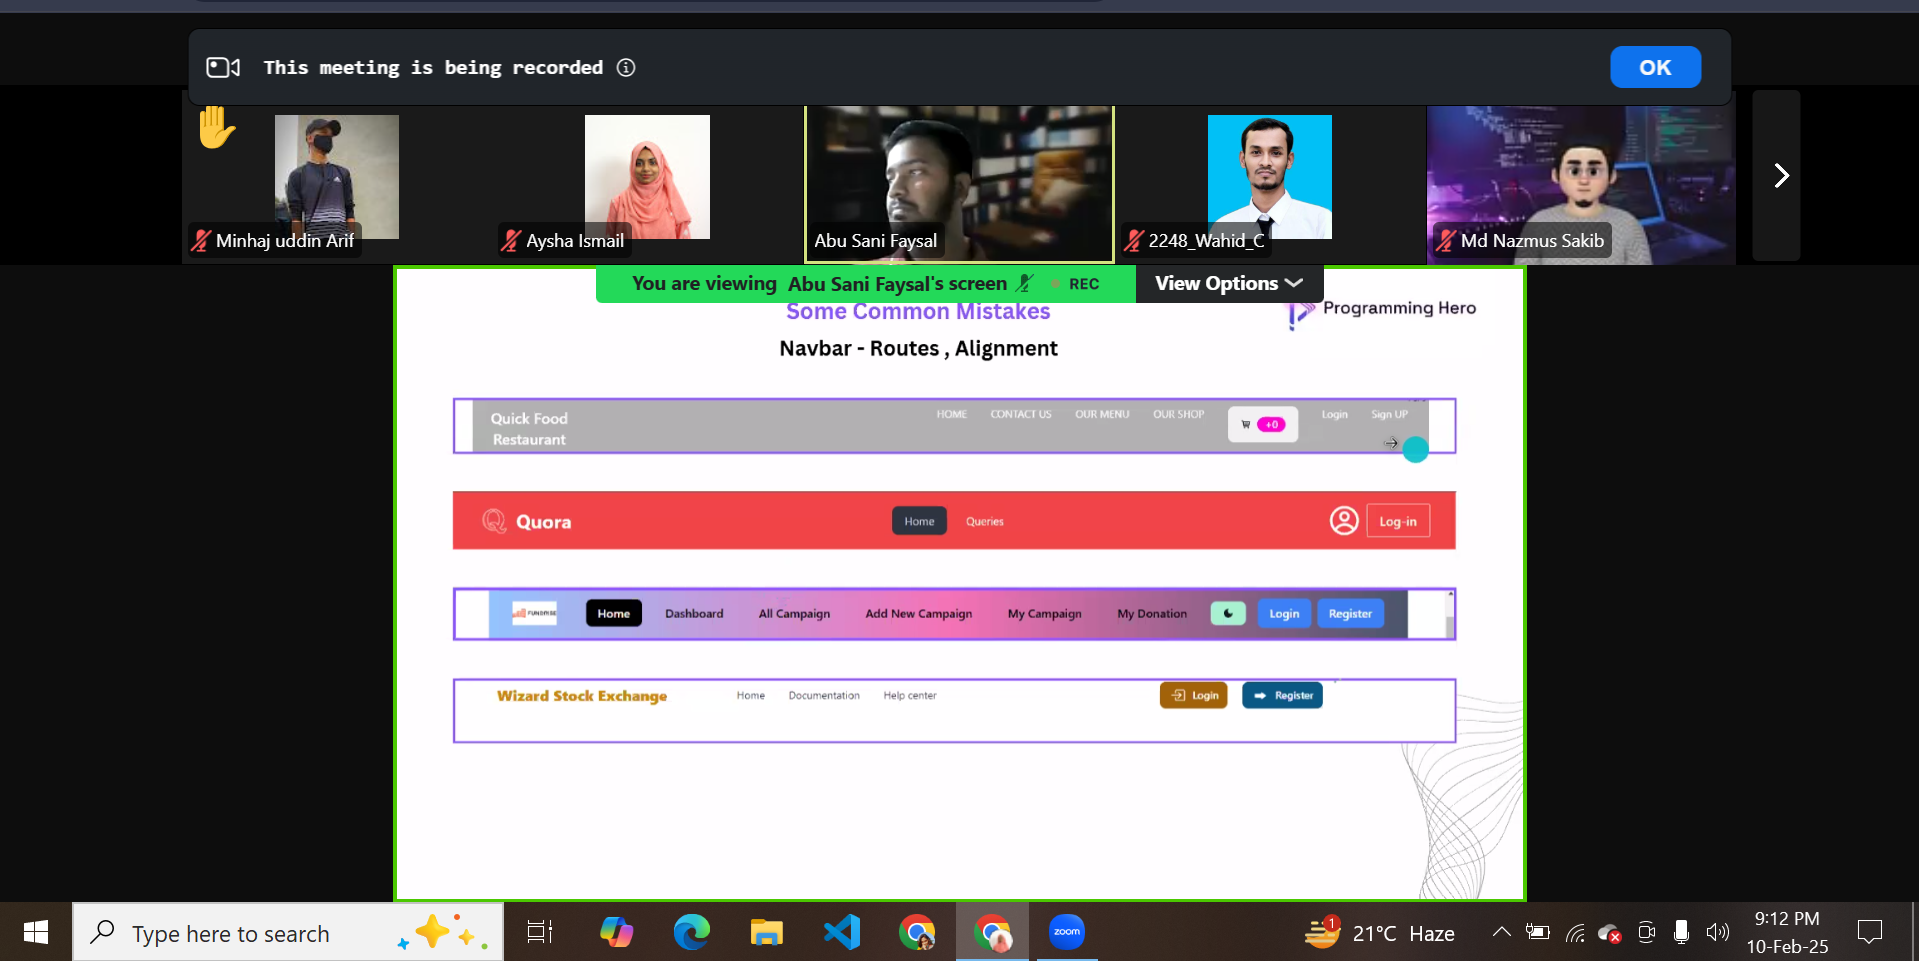 This meeting is being recorded
OK
Minhaj uddin Arif
Aysha Ismail
Abu Sani Faysal
2248_Wahid_C
Md Nazmus Sakib
You are viewing Abu Sani Faysal's screen
REC
View Options
Some Common Mistakes
Programming Hero
Navbar - Routes , Alignment
Quick Food
Restaurant
HOME CONTACT US OUR MENU OUR SHOP +0 Login Sign UP
Quora Home Queries Log-in
FUNDRISE Home Dashboard All Campaign Add New Campaign My Campaign My Donation Login Register
Wizard Stock Exchange Home Documentation Help center Login Register
Type here to search
zoom
1
21°C Haze
9:12 PM
10-Feb-25